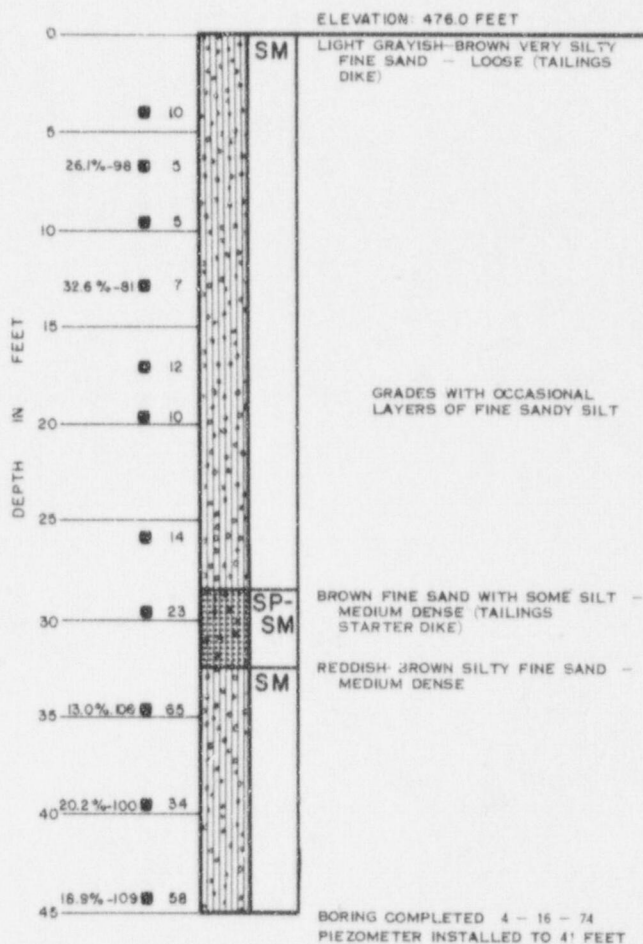 ELEVATION: 476.0 FEET
0
SM
LIGHT GRAYISH-BROWN VERY SILTY
FINE SAND — LOOSE (TAILINGS
DIKE)
10
5
26.1%-98 5
5
10
32.6%-81 7
15
12
GRADES WITH OCCASIONAL
LAYERS OF FINE SANDY SILT
10
20
25
14
SP-
SM
BROWN FINE SAND WITH SOME SILT —
MEDIUM DENSE (TAILINGS
STARTER DIKE)
23
30
SM
REDDISH-BROWN SILTY FINE SAND —
MEDIUM DENSE
13.0%-106 65
35
20.2%-100 34
40
16.9%-109 58
45
BORING COMPLETED 4 — 16 — 74
PIEZOMETER INSTALLED TO 41 FEET
DEPTH IN FEET